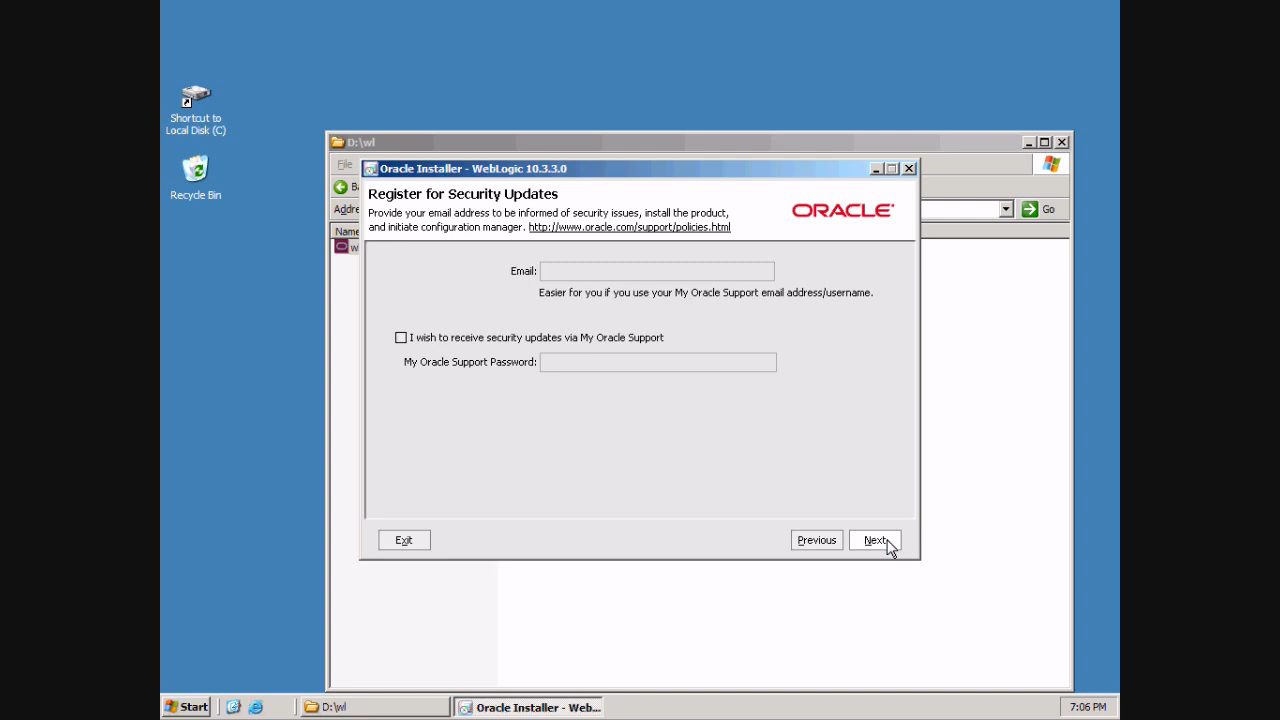 Shortcut to
Local Disk (C)
Recycle Bin
D:\wl
File
Addre
Go
Name
Oracle Installer - WebLogic 10.3.3.0
Register for Security Updates
Provide your email address to be informed of security issues, install the product,
and initiate configuration manager. http://www.oracle.com/support/policies.html
ORACLE
Email:
Easier for you if you use your My Oracle Support email address/username.
I wish to receive security updates via My Oracle Support
My Oracle Support Password:
Exit
Previous
Next
Start
D:\wl
Oracle Installer - Web...
7:06 PM